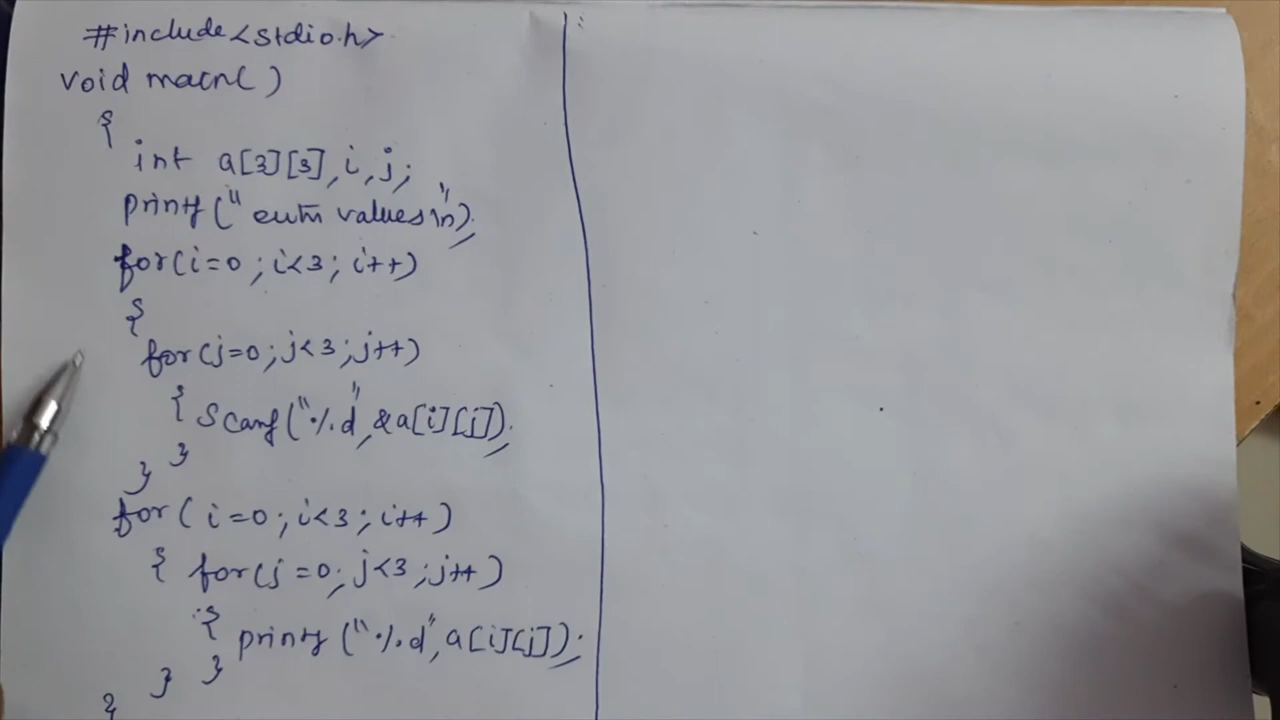 #include<stdio.h>
void main( )
{
int a[3][3],i,j;
printf("enter values\n");
for(i=0;i<3;i++)
{
for(j=0;j<3;j++)
{ scanf("%d",&a[i][j]);
}
}
for(i=0;i<3;i++)
{ for(j=0;j<3;j++)
{ printf("%d",a[i][j]);
}
}
}